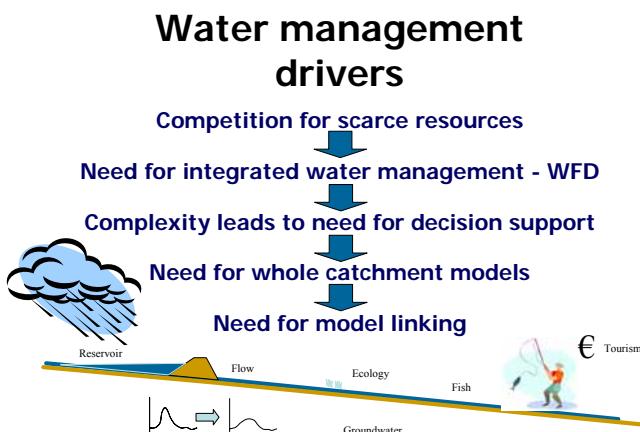 Water management
drivers
Competition for scarce resources
Need for integrated water management - WFD
Complexity leads to need for decision support
Need for whole catchment models
Need for model linking
Reservoir
Flow
Ecology
Fish
€ Tourism
Groundwater